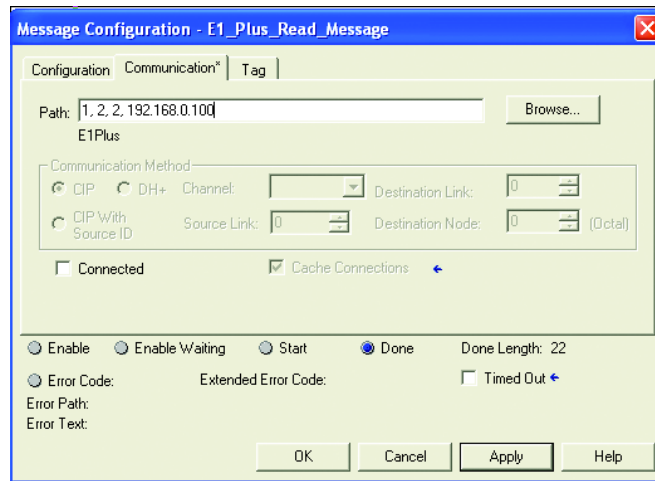 Message Configuration - E1_Plus_Read_Message
Configuration Communication* Tag
Path: 1, 2, 2, 192.168.0.100 Browse...
E1Plus
Communication Method
CIP DH+ Channel: Destination Link: 0
CIP With Source ID Source Link: 0 Destination Node: 0 (Octal)
Connected Cache Connections
Enable Enable Waiting Start Done Done Length: 22
Error Code: Extended Error Code: Timed Out
Error Path:
Error Text:
OK Cancel Apply Help